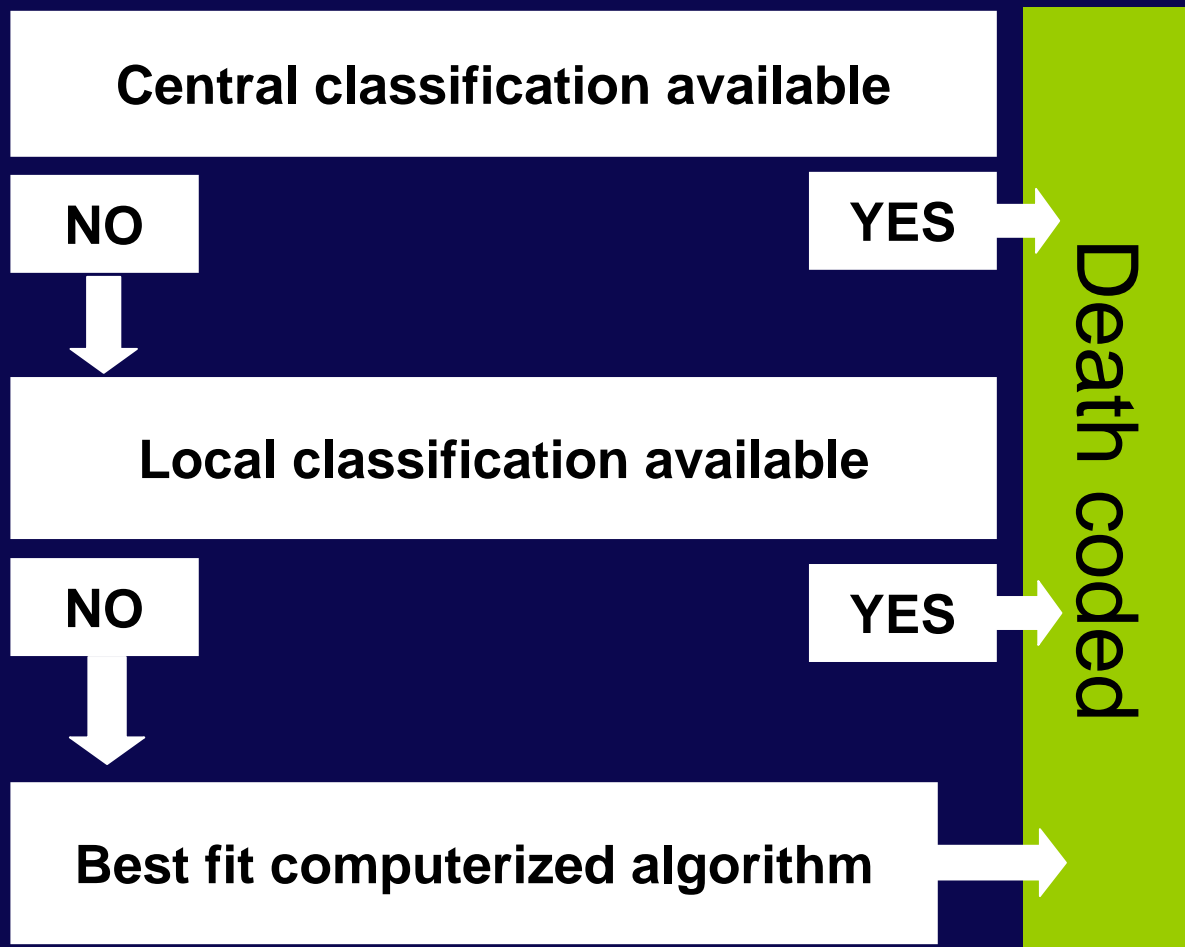 Central classification available
NO
YES
Local classification available
NO
YES
Best fit computerized algorithm
Death coded